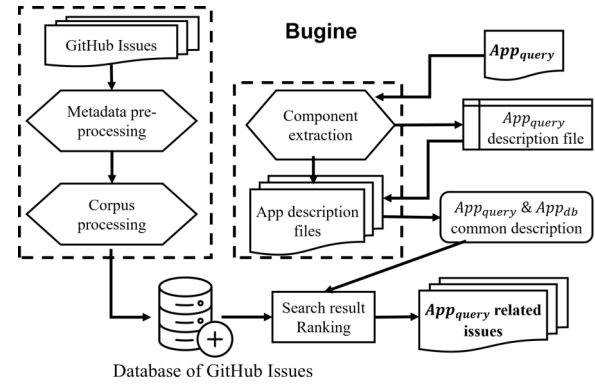 Bugine
GitHub Issues
Metadata pre-
processing
Corpus
processing
Component
extraction
App description
files
App_query
App_query
description file
App_query & App_db
common description
Search result
Ranking
App_query related
issues
Database of GitHub Issues